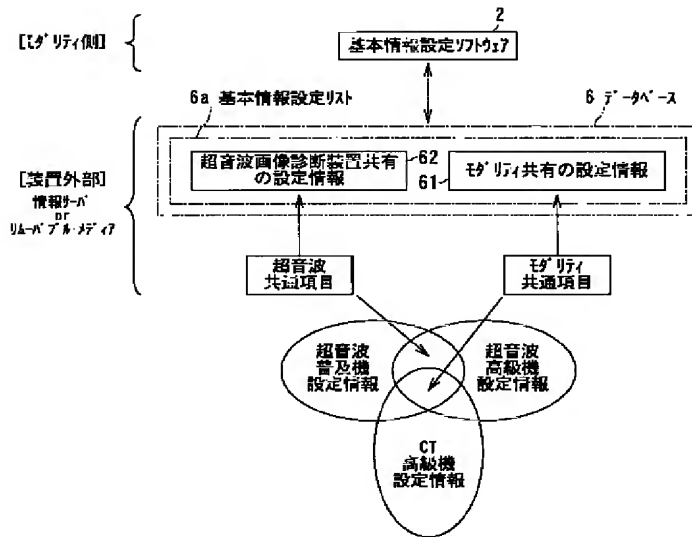 2
[モダリティ側]
基本情報設定ソフトウェア
6a 基本情報設定リスト
6 データベース
超音波画像診断装置共有
の設定情報
62
61
モダリティ共有の設定情報
[装置外部]
情報サーバ
or
リムーバブル・メディア
超音波
共通項目
モダリティ
共通項目
超音波
普及機
設定情報
超音波
高級機
設定情報
CT
高級機
設定情報